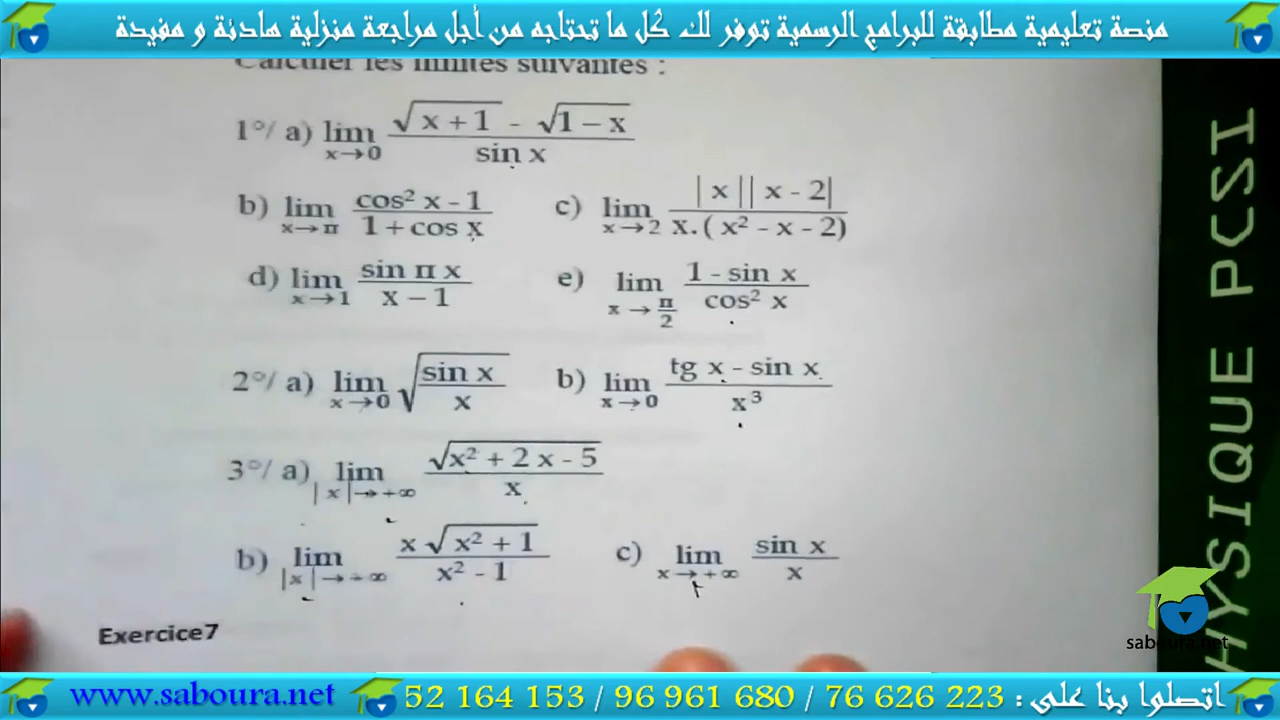 منصة تعليمية مطابقة للبرامج الرسمية توفر لك كل ما تحتاجه من أجل مراجعة منزلية هادئة و مفيدة
Calculer les limites suivantes :
1°/ a) lim x→0 (√(x + 1) - √(1 – x)) / sin x
b) lim x→π (cos² x - 1) / (1 + cos x) c) lim x→2 |x||x - 2| / x.(x² - x - 2)
d) lim x→1 sin π x / (x – 1) e) lim x→π/2 (1 - sin x) / cos² x
2°/ a) lim x→0 √(sin x / x) b) lim x→0 (tg x - sin x) / x³
3°/ a) lim |x|→+∞ √(x² + 2 x - 5) / x
b) lim |x|→+∞ x √(x² + 1) / (x² - 1) c) lim x→+∞ sin x / x
Exercice7
PHYSIQUE PCSI
saboura.net
www.saboura.net 52 164 153 / 96 961 680 / 76 626 223 اتصلوا بنا على :